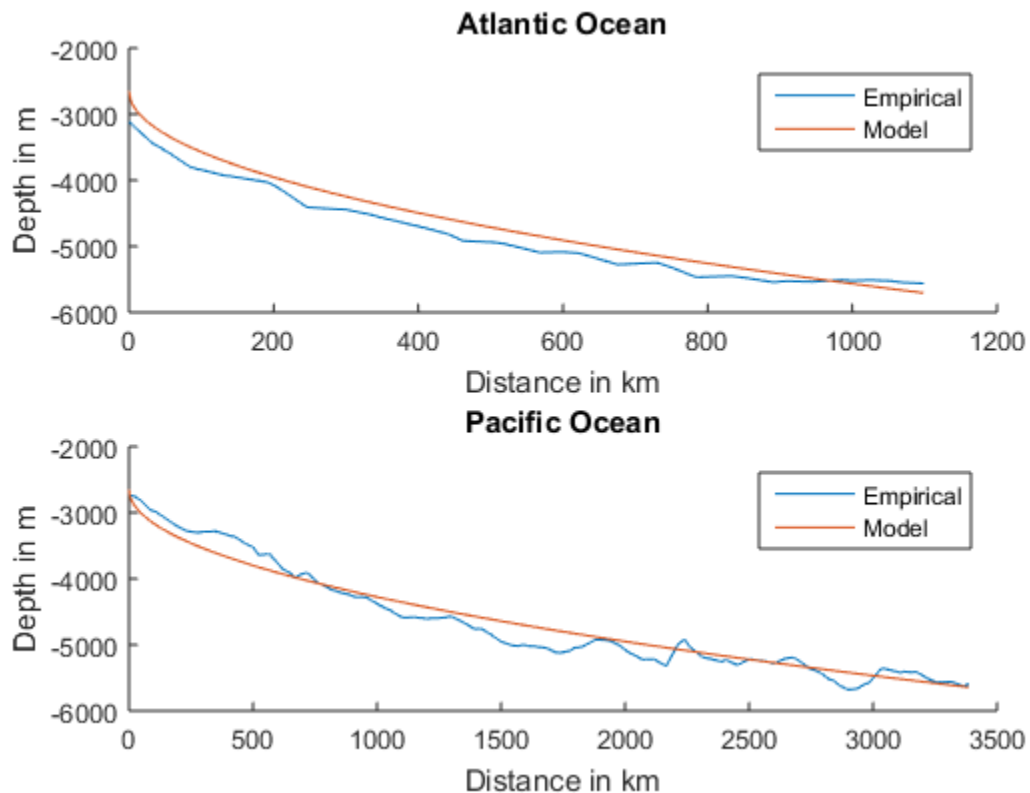 Atlantic Ocean
-2000
-3000
-4000
-5000
-6000
Depth in m
Empirical
Model
0 200 400 600 800 1000 1200
Distance in km
Pacific Ocean
-2000
-3000
-4000
-5000
-6000
Depth in m
Empirical
Model
0 500 1000 1500 2000 2500 3000 3500
Distance in km